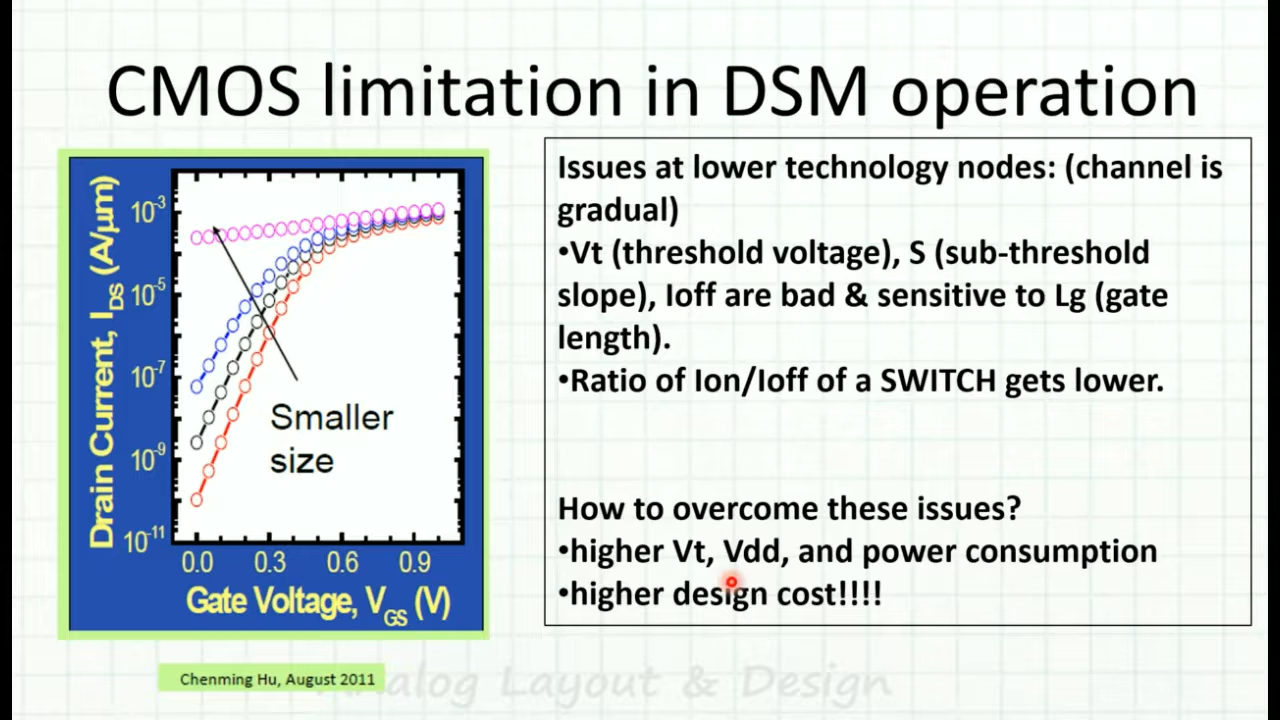 CMOS limitation in DSM operation
Drain Current, I_DS (A/μm)
10^-3
10^-5
10^-7
10^-9
10^-11
Smaller
size
0.0 0.3 0.6 0.9
Gate Voltage, V_GS (V)
Chenming Hu, August 2011
Issues at lower technology nodes: (channel is
gradual)
•Vt (threshold voltage), S (sub-threshold
slope), Ioff are bad & sensitive to Lg (gate
length).
•Ratio of Ion/Ioff of a SWITCH gets lower.
How to overcome these issues?
•higher Vt, Vdd, and power consumption
•higher design cost!!!!
Analog Layout & Design